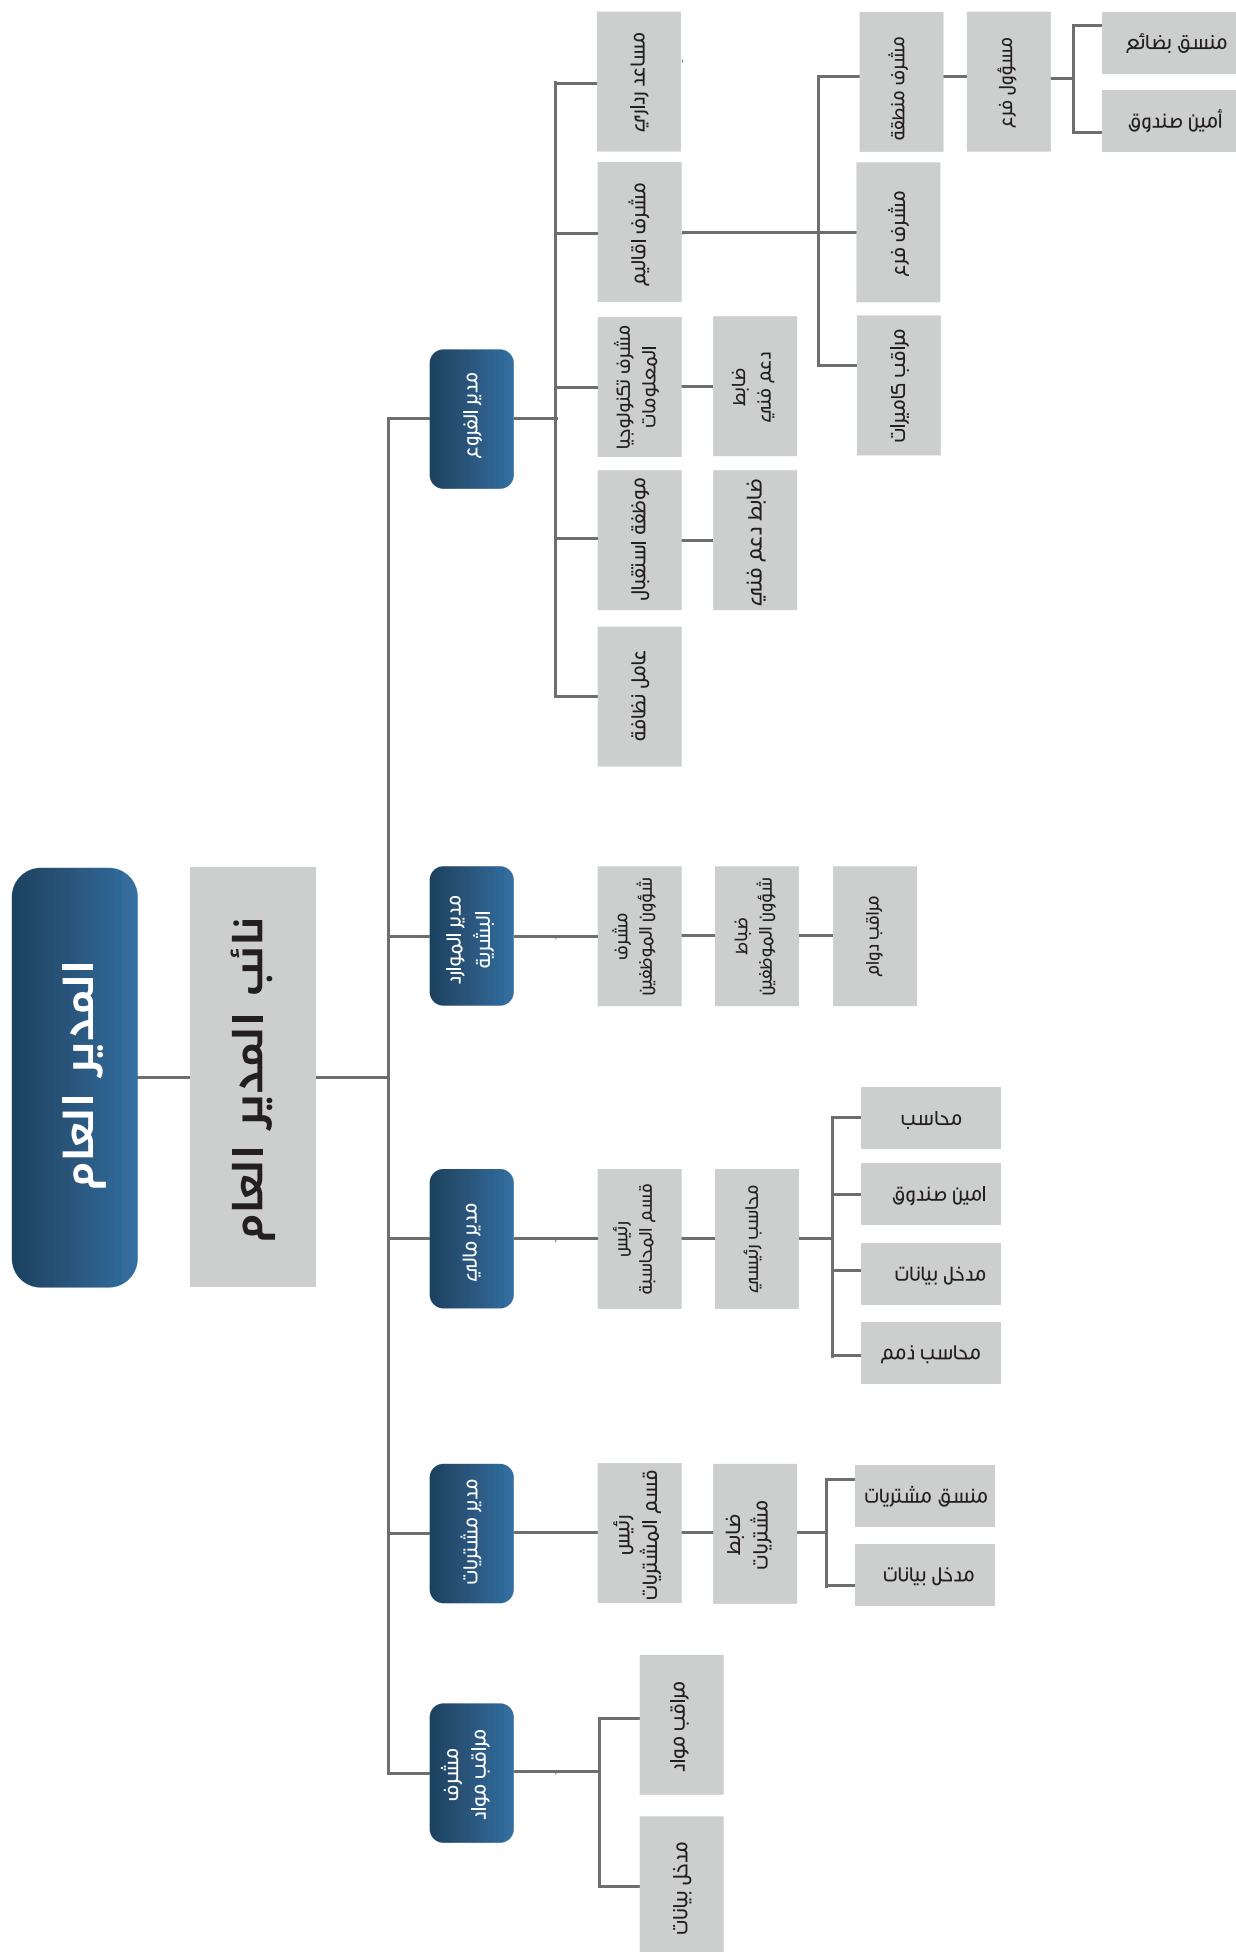 المدير العام
نائب المدير العام
مدير الفروع
مساعد رداري
مشرف اقاليم
مشرف منطقة
مسؤول فرع
منسق بضائع
أمين صندوق
مشرف فرع
مراقب كاميرات
مشرف تكنولوجيا
المعلومات
ضابط
دعم فني
موظفة استقبال
ضابط دعم فني
عامل نظافة
مدير الموارد
البشرية
مشرف
شؤون الموظفين
ضباط
شؤون الموظفين
مراقب دوام
مدير مالي
رئيس
قسم المحاسبة
محاسب رئيسي
محاسب
امين صندوق
مدخل بيانات
محاسب ذمم
مدير مشتريات
رئيس
قسم المشتريات
ضابط
مشتريات
منسق مشتريات
مدخل بيانات
مشرف
مراقب مواد
مراقب مواد
مدخل بيانات